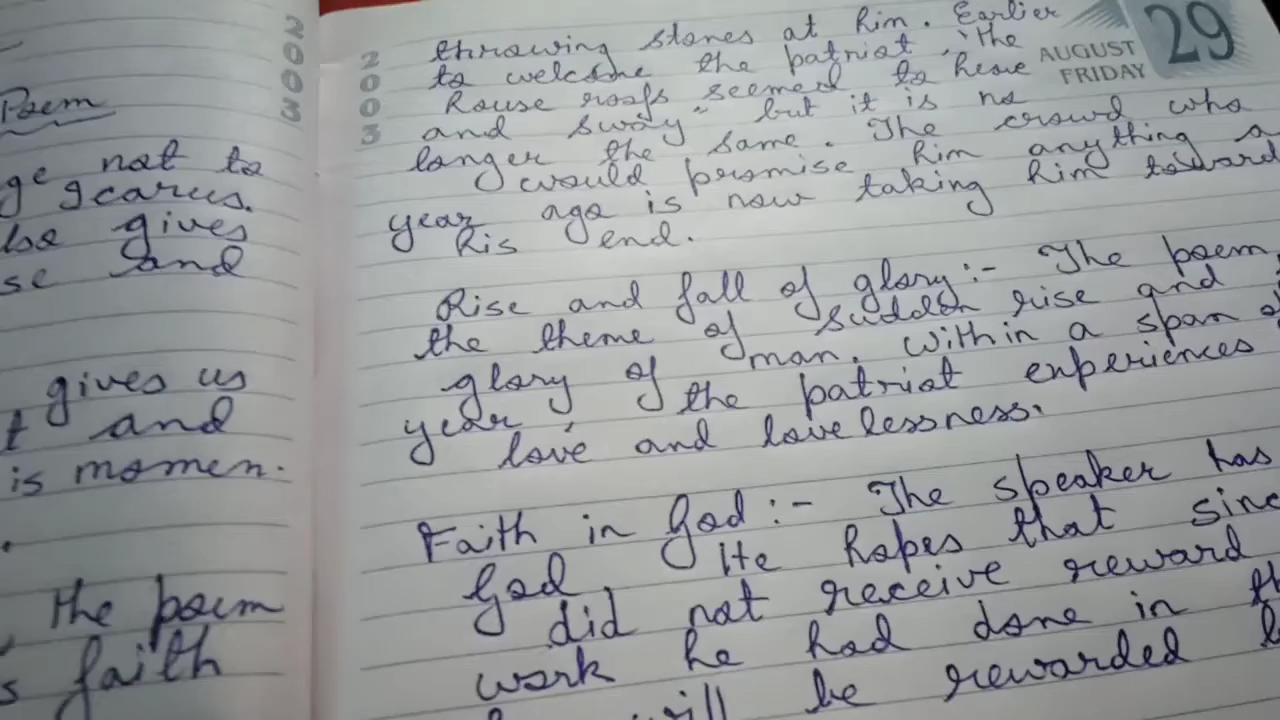 Poem
ge not to
g Icarus.
lso gives
se and
gives us
t and
is momen.
the poem
s faith
2003
2003
AUGUST 29
FRIDAY
throwing stones at him. Earlier
to welcome the patriot, "the
house roofs seemed to heave
and sway" but it is no
longer the same. The crowd who
would promise him anything a
year ago is now taking him toward
his end.
Rise and fall of glory:- The poem
the theme of sudden rise and
glory of man. Within a span of
year, the patriot experiences
love and lovelessness.
Faith in God:- The speaker has
God He hopes that sinc
did not receive reward
work he had done in th
will be rewarded